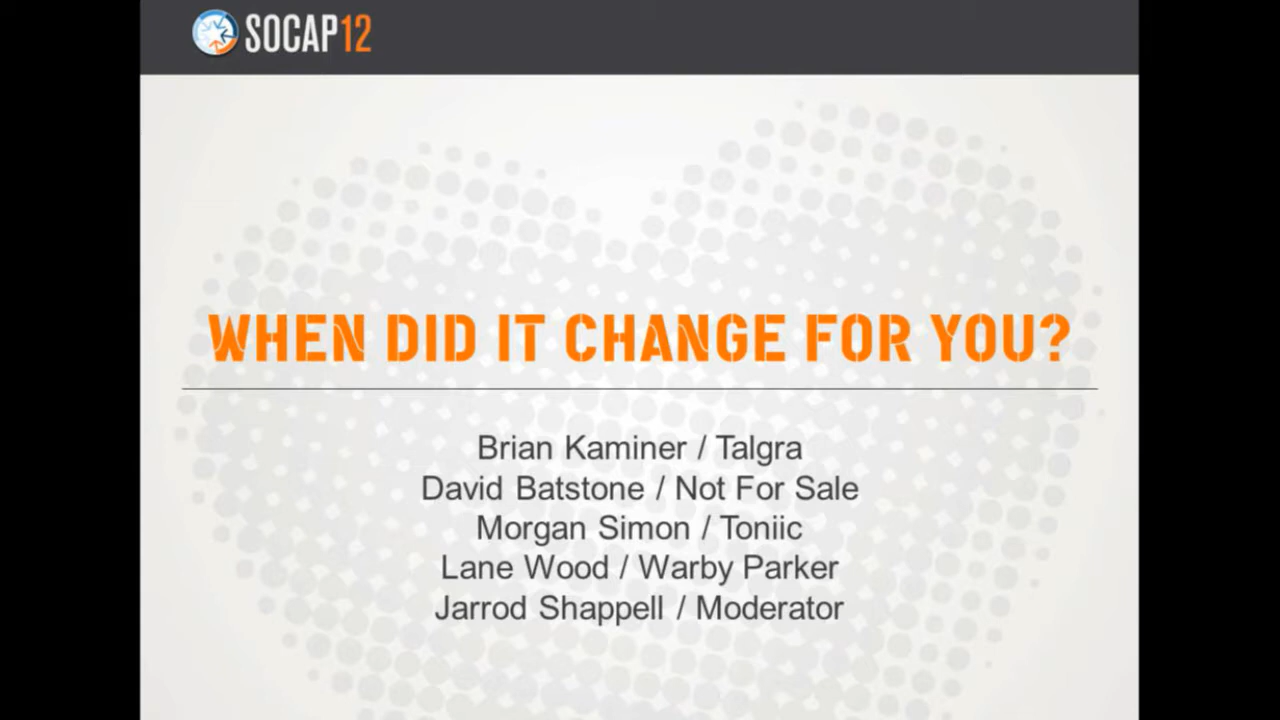 SOCAP12
WHEN DID IT CHANGE FOR YOU?
Brian Kaminer / Talgra
David Batstone / Not For Sale
Morgan Simon / Toniic
Lane Wood / Warby Parker
Jarrod Shappell / Moderator